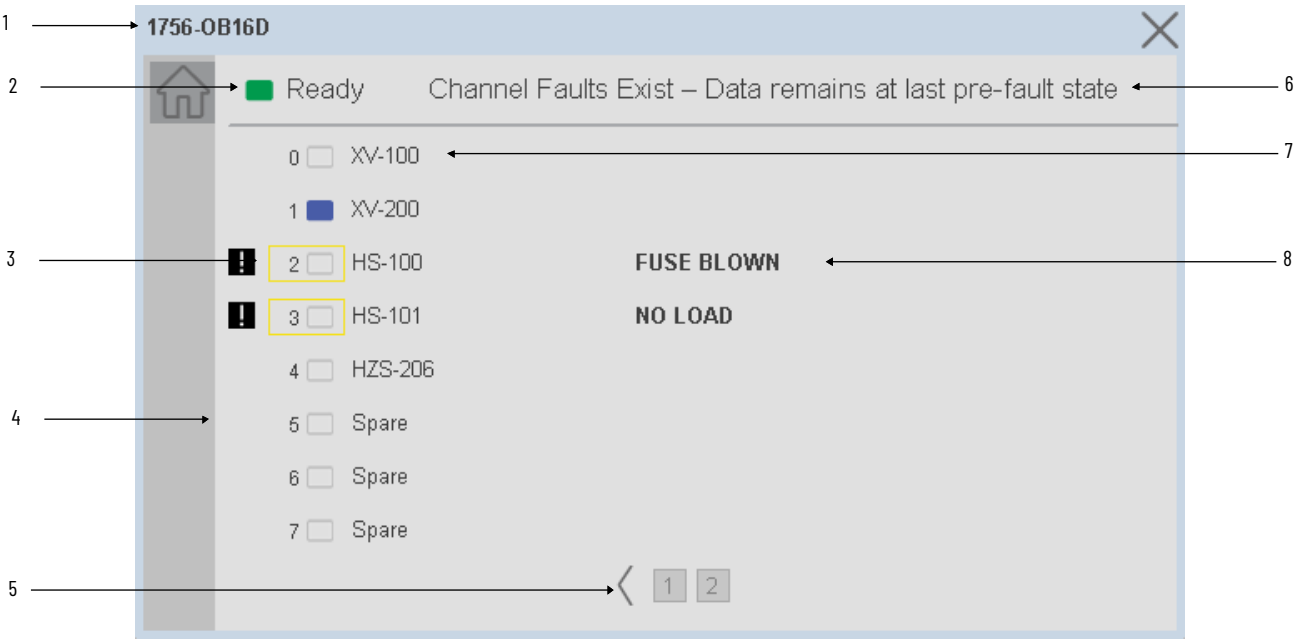 1 1756-OB16D
2 Ready Channel Faults Exist – Data remains at last pre-fault state 6
0 XV-100 7
1 XV-200
3 ! 2 HS-100 FUSE BLOWN 8
! 3 HS-101 NO LOAD
4 HZS-206
4 5 Spare
6 Spare
7 Spare
5 1 2